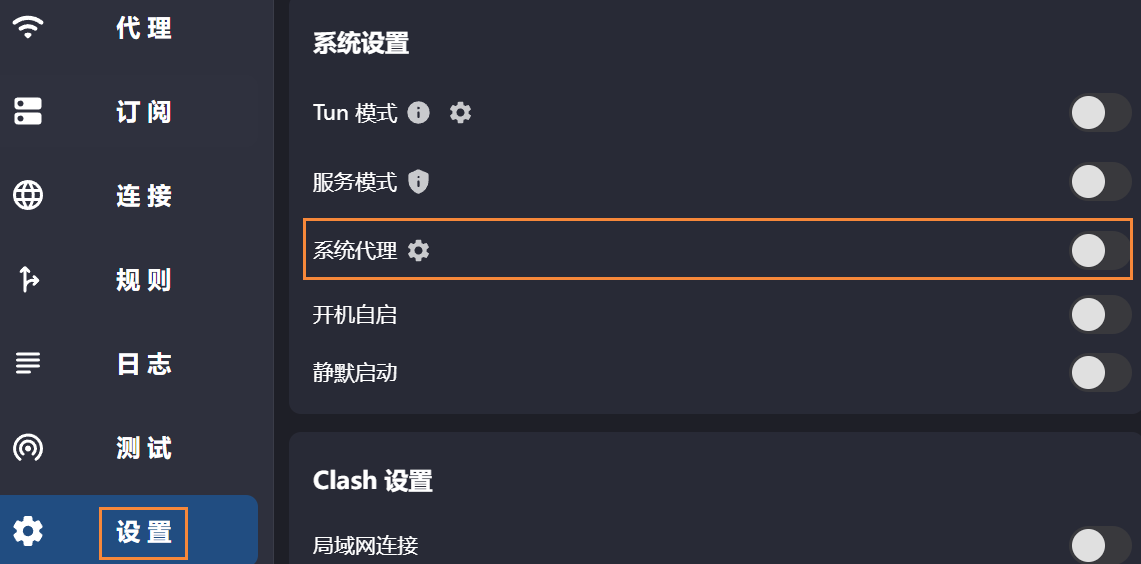 代 理
订 阅
连 接
规 则
日 志
测 试
设 置
系统设置
Tun 模式
服务模式
系统代理
开机自启
静默启动
Clash 设置
局域网连接